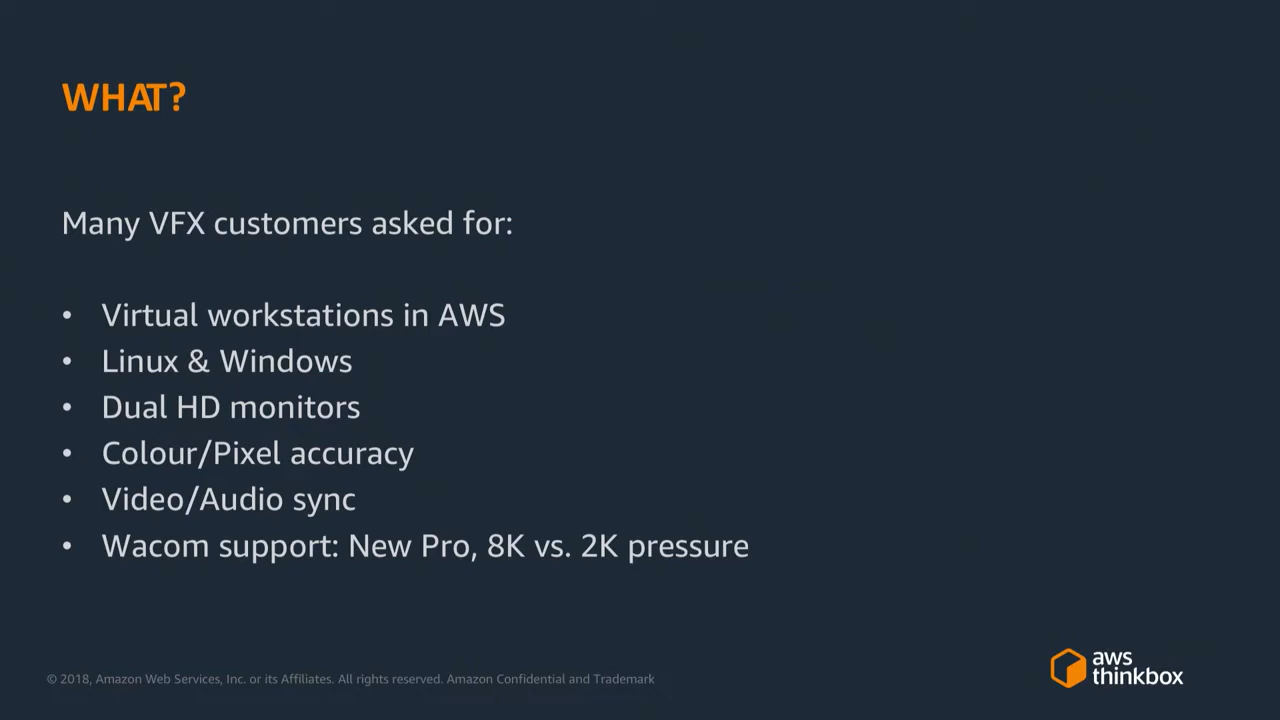 WHAT?
Many VFX customers asked for:
• Virtual workstations in AWS
• Linux & Windows
• Dual HD monitors
• Colour/Pixel accuracy
• Video/Audio sync
• Wacom support: New Pro, 8K vs. 2K pressure
© 2018, Amazon Web Services, Inc. or its Affiliates. All rights reserved. Amazon Confidential and Trademark
aws
thinkbox